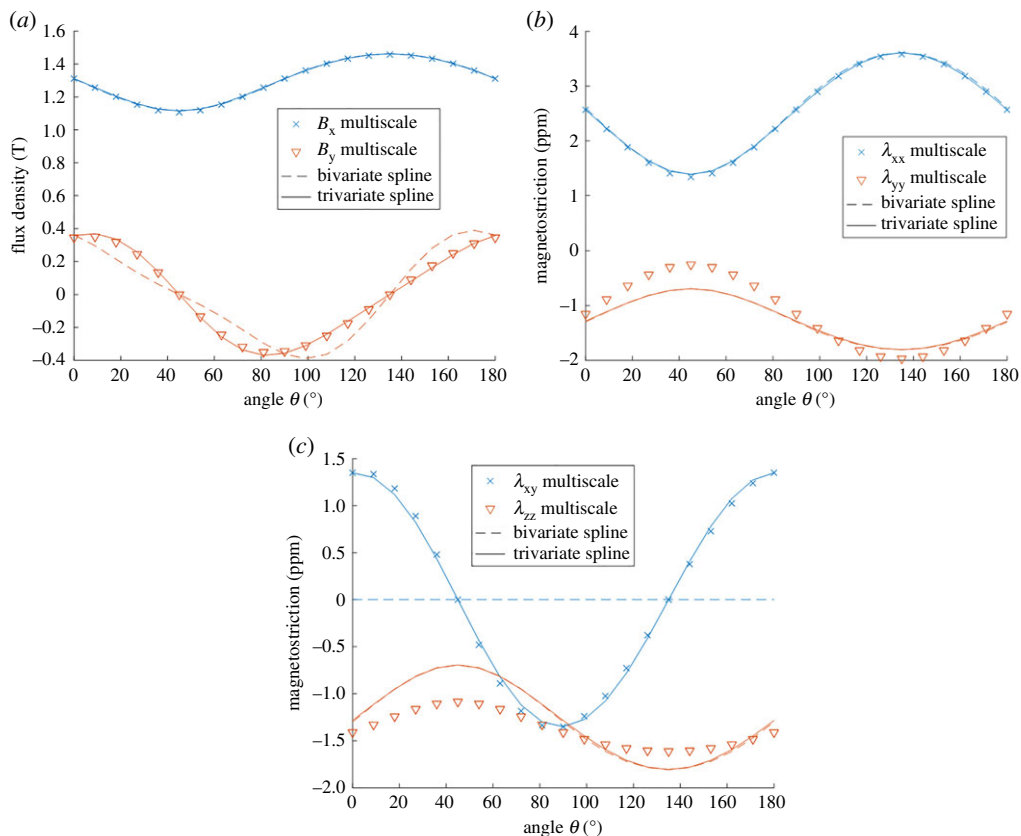 (a)
1.6
1.4
1.2
1.0
0.8
0.6
0.4
0.2
0
−0.2
−0.4
flux density (T)
Bx multiscale
By multiscale
bivariate spline
trivariate spline
0 20 40 60 80 100 120 140 160 180
angle θ (°)
(b)
4
3
2
1
0
−1
−2
magnetostriction (ppm)
λxx multiscale
λyy multiscale
bivariate spline
trivariate spline
0 20 40 60 80 100 120 140 160 180
angle θ (°)
(c)
1.5
1.0
0.5
0
−0.5
−1.0
−1.5
−2.0
magnetostriction (ppm)
λxy multiscale
λzz multiscale
bivariate spline
trivariate spline
0 20 40 60 80 100 120 140 160 180
angle θ (°)